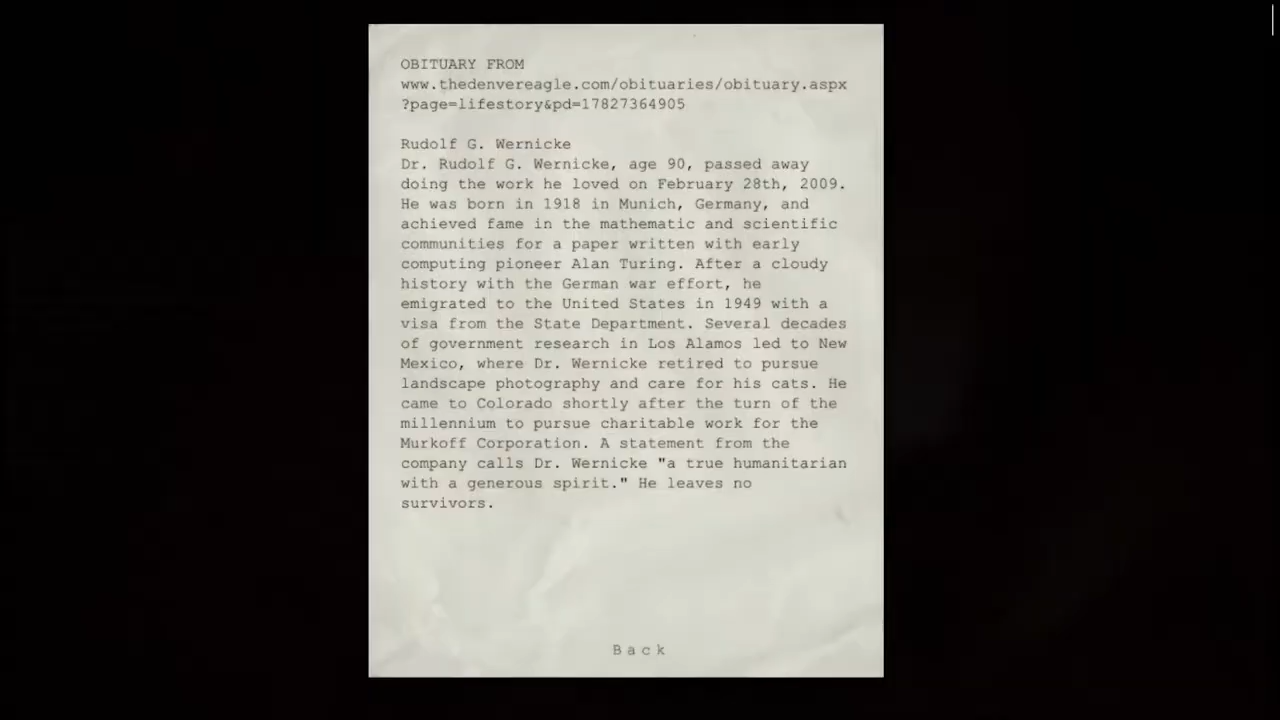 OBITUARY FROM
www.thedenvereagle.com/obituaries/obituary.aspx
?page=lifestory&pd=17827364905
Rudolf G. Wernicke
Dr. Rudolf G. Wernicke, age 90, passed away
doing the work he loved on February 28th, 2009.
He was born in 1918 in Munich, Germany, and
achieved fame in the mathematic and scientific
communities for a paper written with early
computing pioneer Alan Turing. After a cloudy
history with the German war effort, he
emigrated to the United States in 1949 with a
visa from the State Department. Several decades
of government research in Los Alamos led to New
Mexico, where Dr. Wernicke retired to pursue
landscape photography and care for his cats. He
came to Colorado shortly after the turn of the
millennium to pursue charitable work for the
Murkoff Corporation. A statement from the
company calls Dr. Wernicke "a true humanitarian
with a generous spirit." He leaves no
survivors.
Back